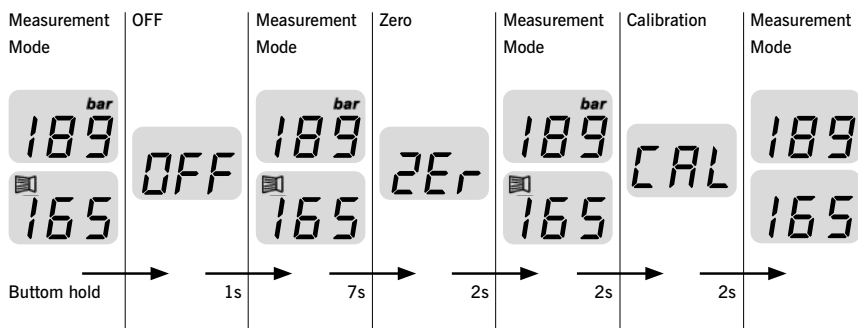 Measurement Mode
OFF
Measurement Mode
Zero
Measurement Mode
Calibration
Measurement Mode
bar
189
165
OFF
bar
189
165
2Er
bar
189
165
CAL
189
165
Buttom hold
1s
7s
2s
2s
2s